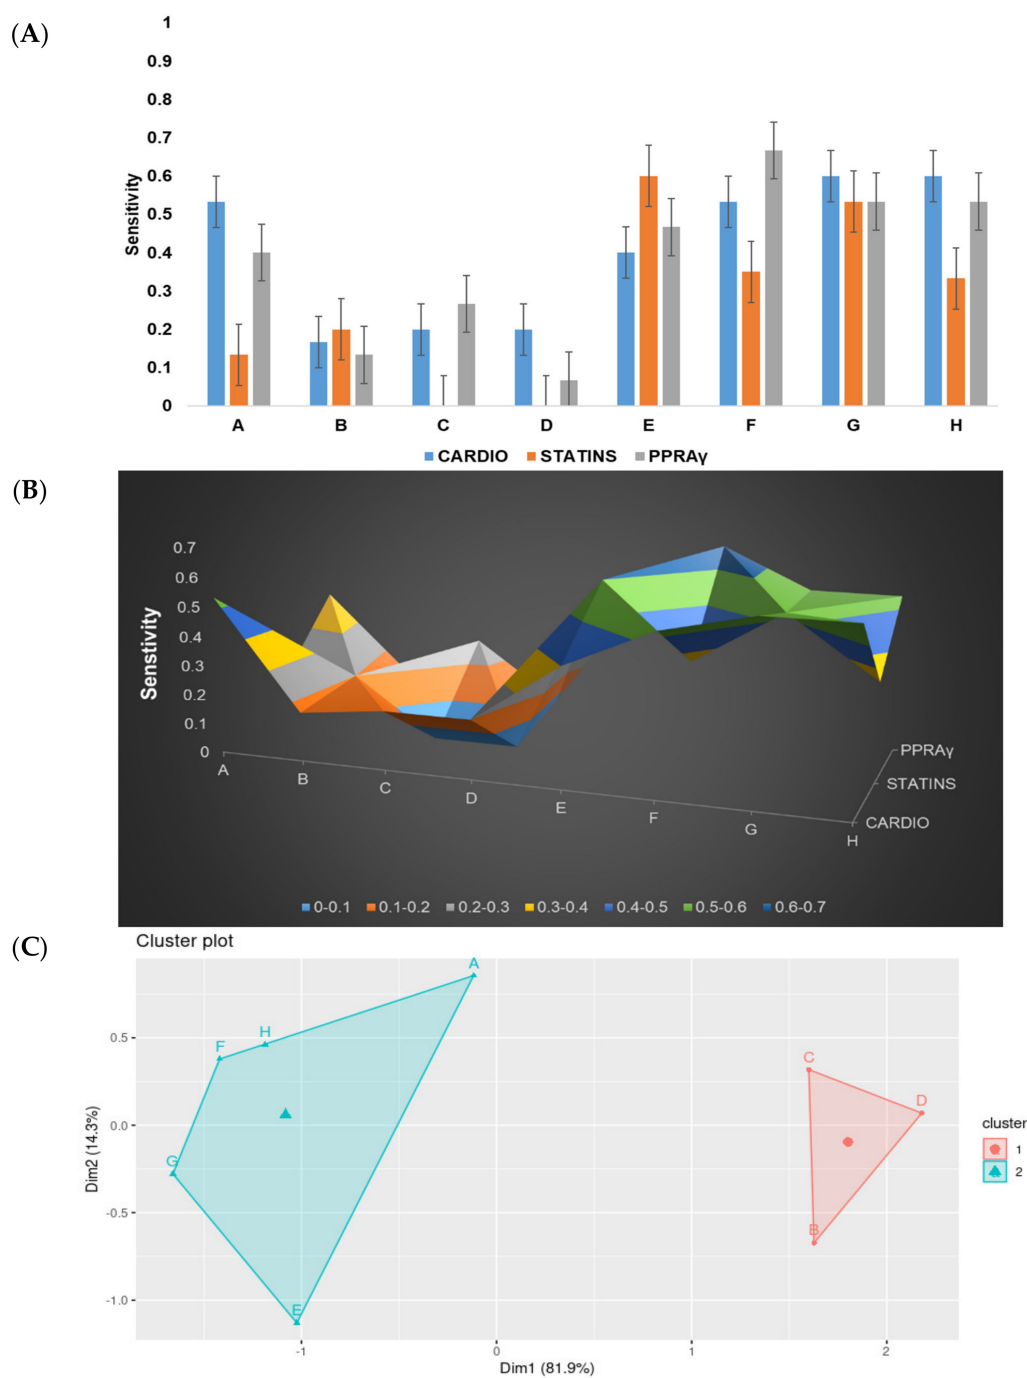 (A)
1
0.9
0.8
0.7
0.6
0.5
0.4
0.3
0.2
0.1
0
Sensitivity
A B C D E F G H
CARDIO STATINS PPRAγ
(B)
0.7
0.6
0.5
0.4
0.3
0.2
0.1
0
Senstivity
A B C D E F G H
PPRAγ
STATINS
CARDIO
0-0.1 0.1-0.2 0.2-0.3 0.3-0.4 0.4-0.5 0.5-0.6 0.6-0.7
(C)
Cluster plot
A
H
F
G
E
C
D
B
0.5
0.0
-0.5
-1.0
Dim2 (14.3%)
-1 0 1 2
Dim1 (81.9%)
cluster
1
2